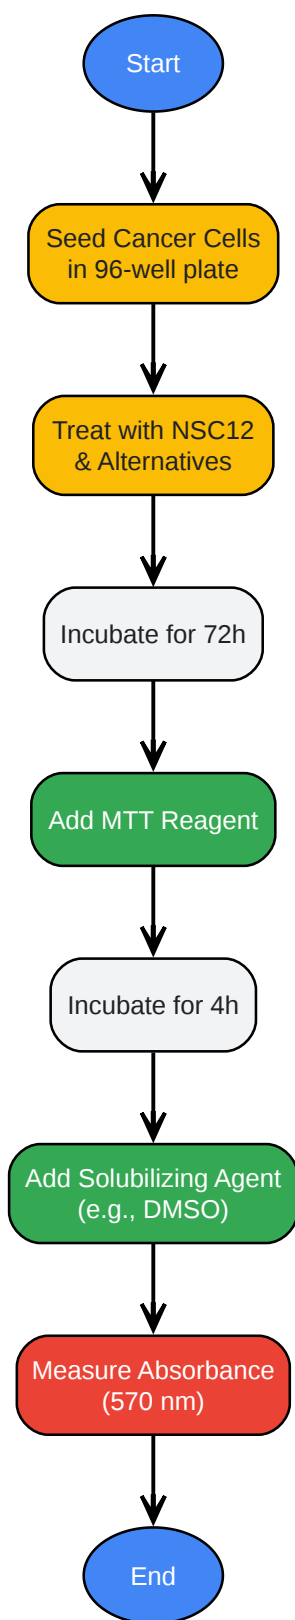 Start
Seed Cancer Cells
in 96-well plate
Treat with NSC12
& Alternatives
Incubate for 72h
Add MTT Reagent
Incubate for 4h
Add Solubilizing Agent
(e.g., DMSO)
Measure Absorbance
(570 nm)
End